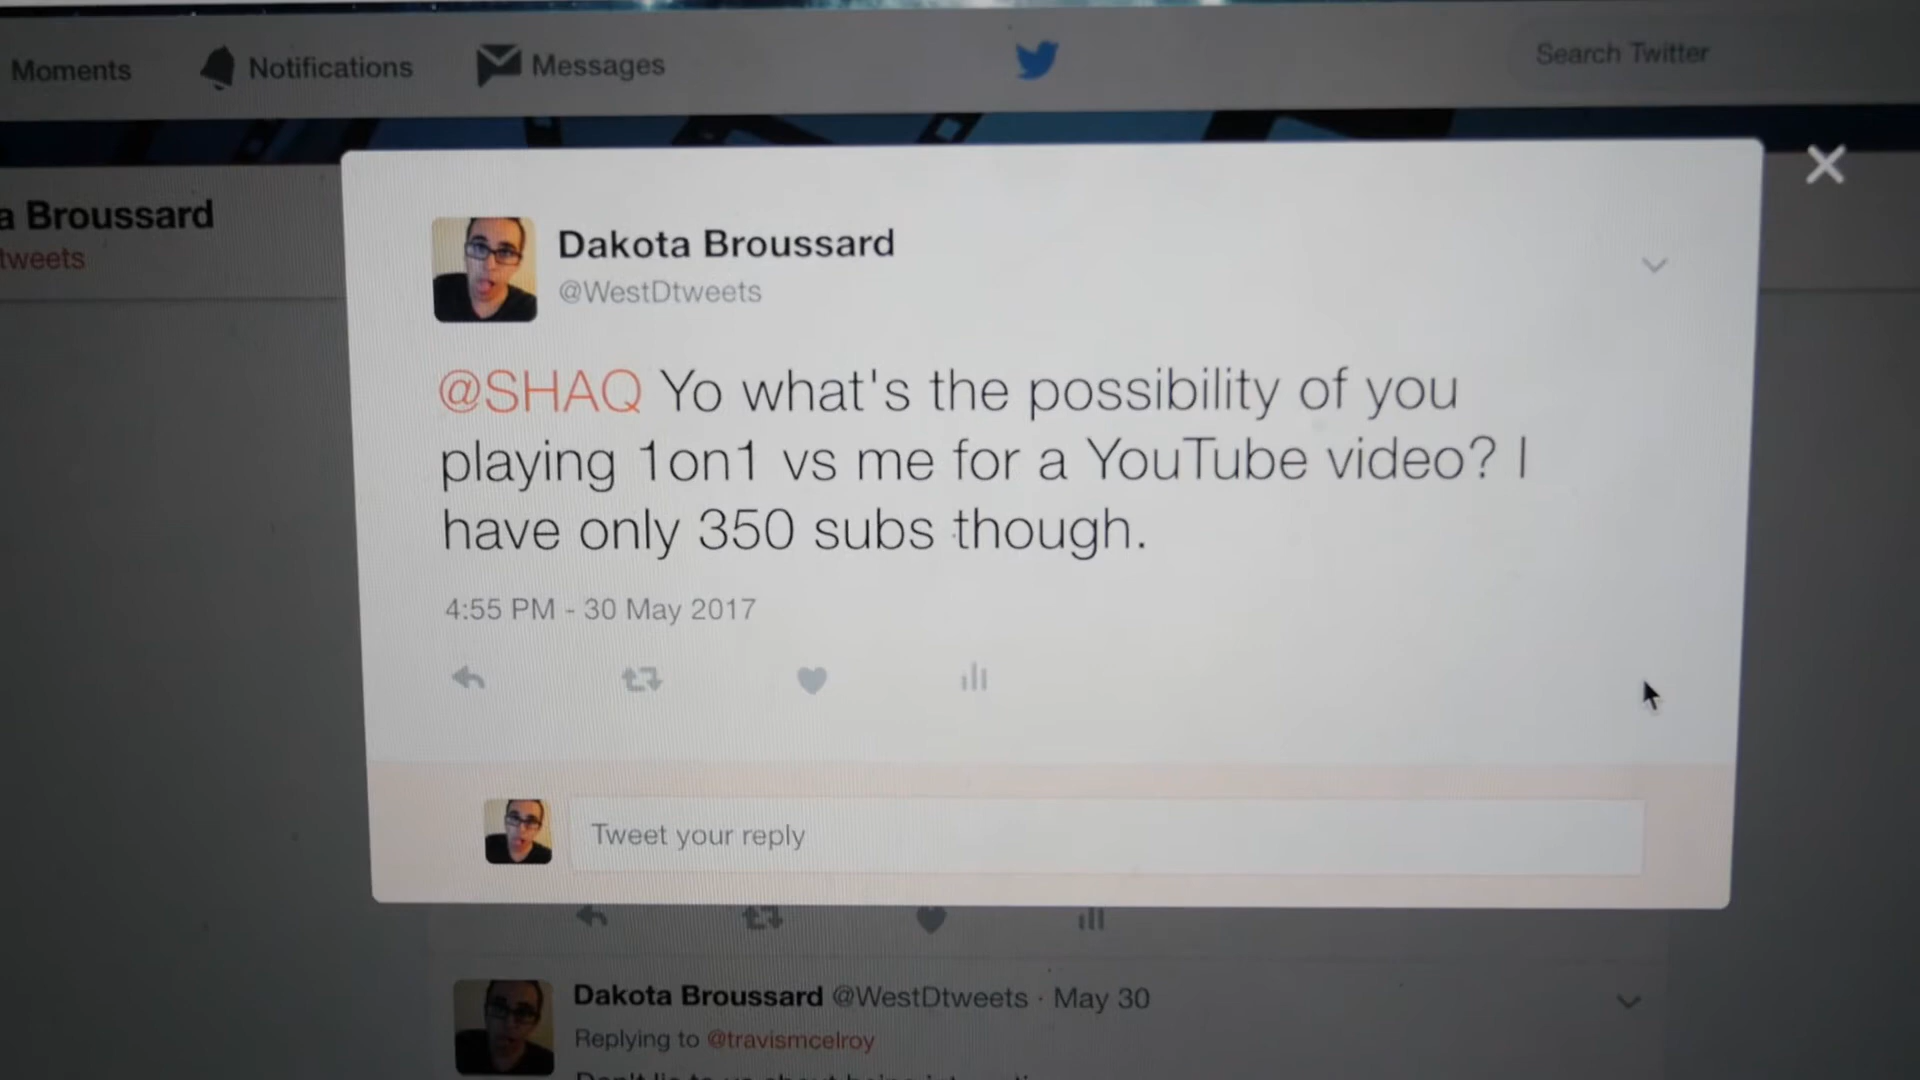 Moments Notifications Messages Search Twitter
a Broussard
tweets
Dakota Broussard
@WestDtweets
@SHAQ Yo what's the possibility of you
playing 1on1 vs me for a YouTube video? I
have only 350 subs though.
4:55 PM - 30 May 2017
Tweet your reply
Dakota Broussard @WestDtweets · May 30
Replying to @travismcelroy